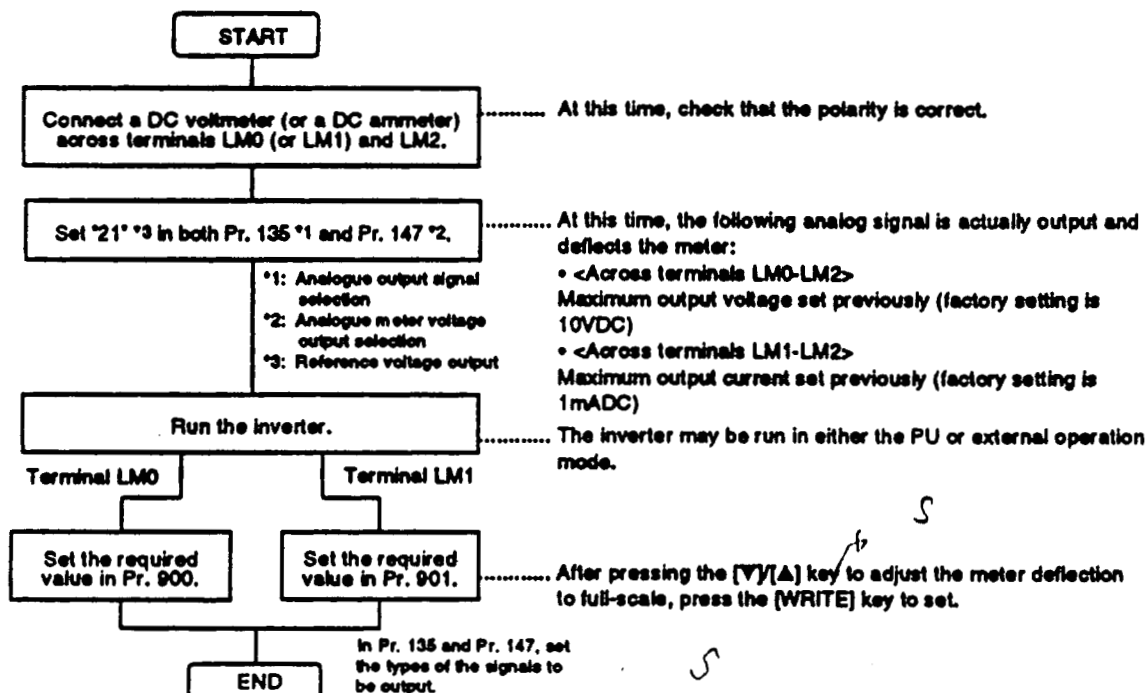 START
Connect a DC voltmeter (or a DC ammeter)
across terminals LM0 (or LM1) and LM2.
At this time, check that the polarity is correct.
Set "21" *3 in both Pr. 135 *1 and Pr. 147 *2.
At this time, the following analog signal is actually output and
deflects the meter:
• <Across terminals LM0-LM2>
Maximum output voltage set previously (factory setting is
10VDC)
• <Across terminals LM1-LM2>
Maximum output current set previously (factory setting is
1mADC)
*1: Analogue output signal
selection
*2: Analogue meter voltage
output selection
*3: Reference voltage output
Run the inverter.
The inverter may be run in either the PU or external operation
mode.
Terminal LM0
Terminal LM1
Set the required
value in Pr. 900.
Set the required
value in Pr. 901.
After pressing the [▼]/[▲] key to adjust the meter deflection
to full-scale, press the [WRITE] key to set.
In Pr. 135 and Pr. 147, set
the types of the signals to
be output.
END